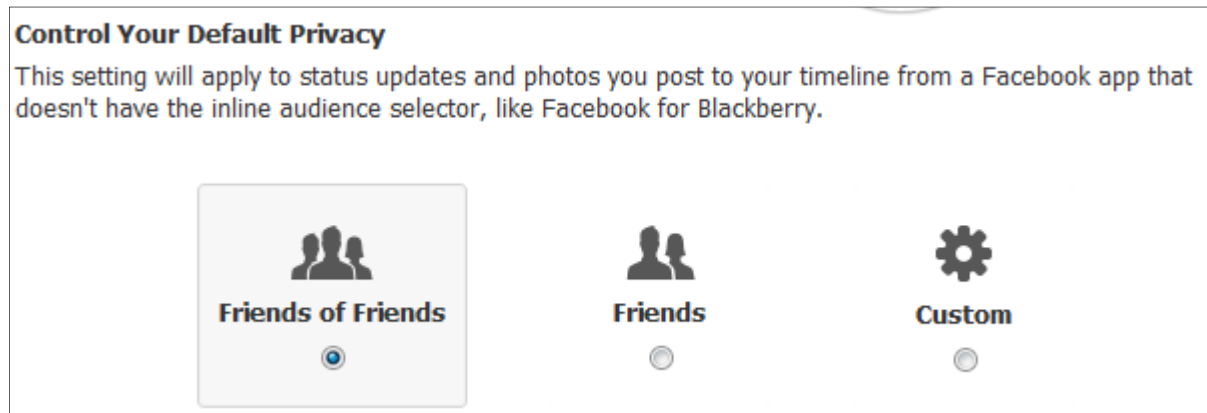 Control Your Default Privacy
This setting will apply to status updates and photos you post to your timeline from a Facebook app that
doesn't have the inline audience selector, like Facebook for Blackberry.
Friends of Friends
Friends
Custom